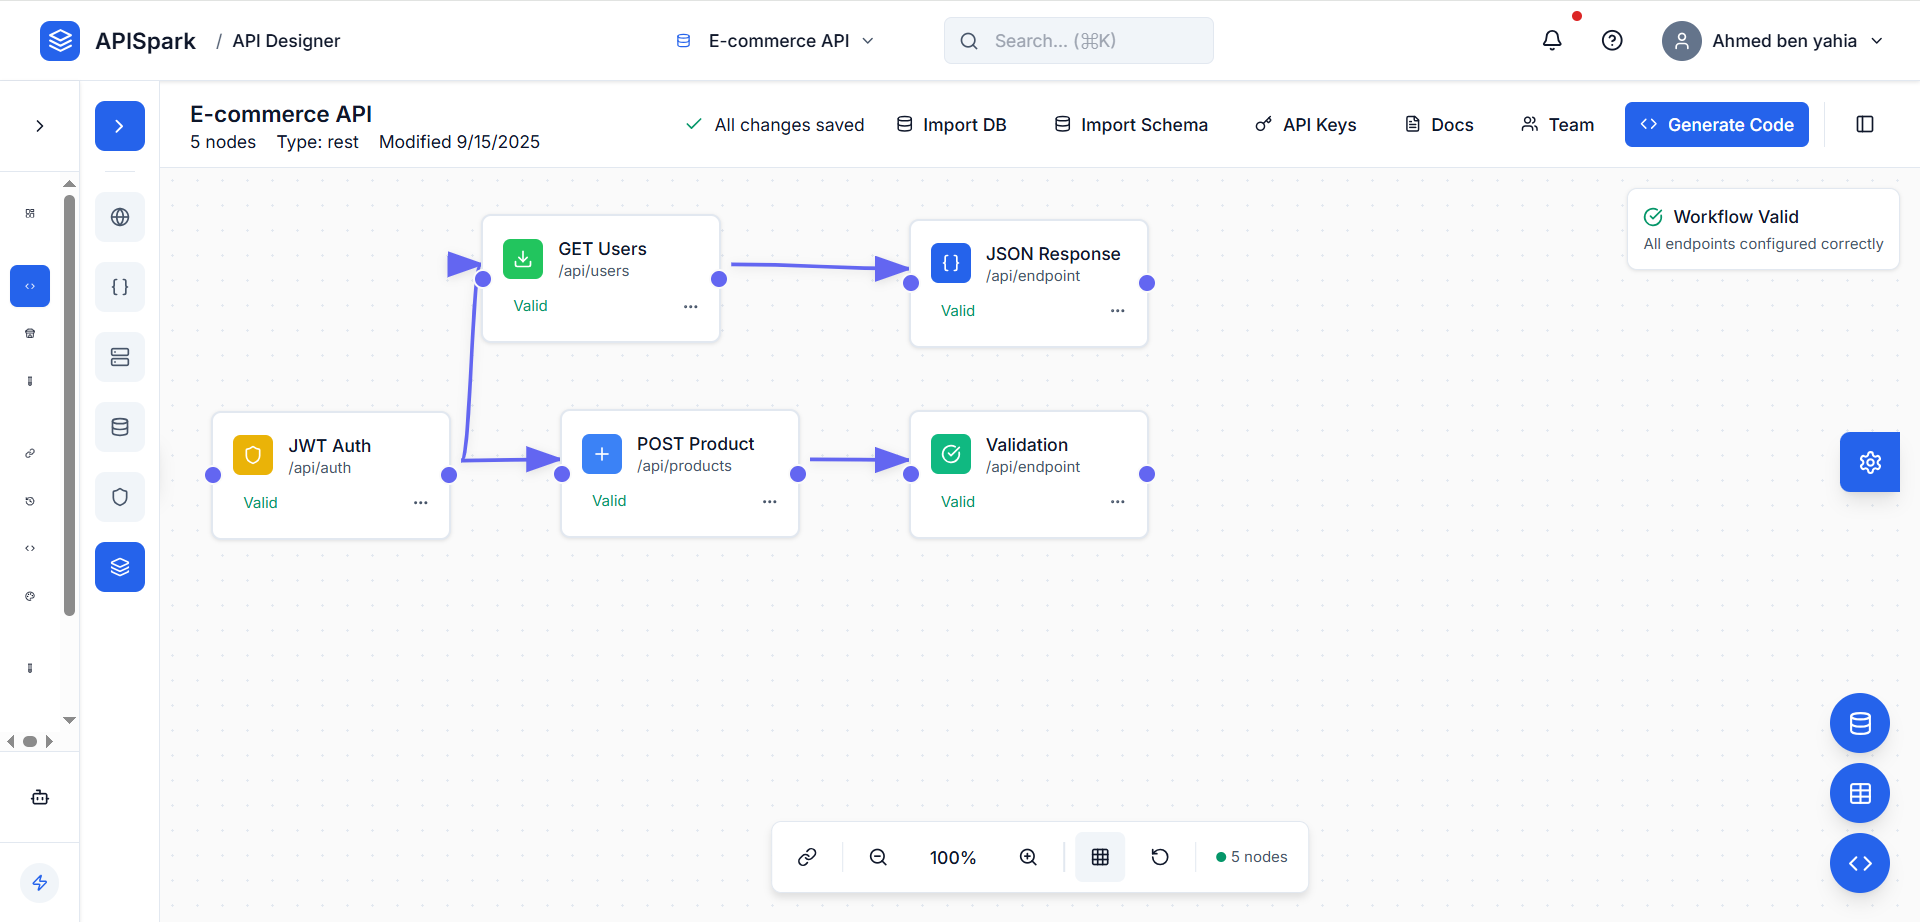 APISpark / API Designer
E-commerce API
Search... (⌘K)
Ahmed ben yahia
E-commerce API
5 nodes Type: rest Modified 9/15/2025
All changes saved
Import DB
Import Schema
API Keys
Docs
Team
Generate Code
Workflow Valid
All endpoints configured correctly
GET Users
/api/users
Valid
JSON Response
/api/endpoint
Valid
JWT Auth
/api/auth
Valid
POST Product
/api/products
Valid
Validation
/api/endpoint
Valid
100%
5 nodes